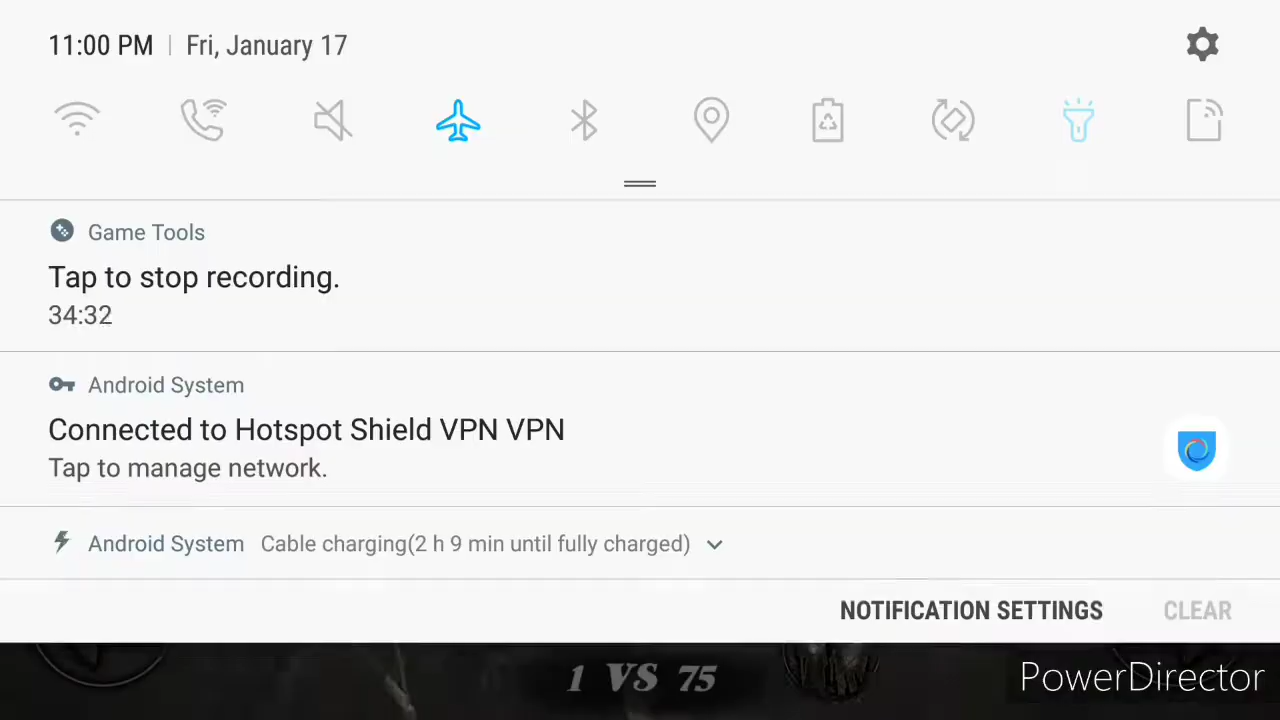 11:00 PM | Fri, January 17
Game Tools
Tap to stop recording.
34:32
Android System
Connected to Hotspot Shield VPN VPN
Tap to manage network.
Android System Cable charging(2 h 9 min until fully charged)
NOTIFICATION SETTINGS CLEAR
1 VS 75
PowerDirector